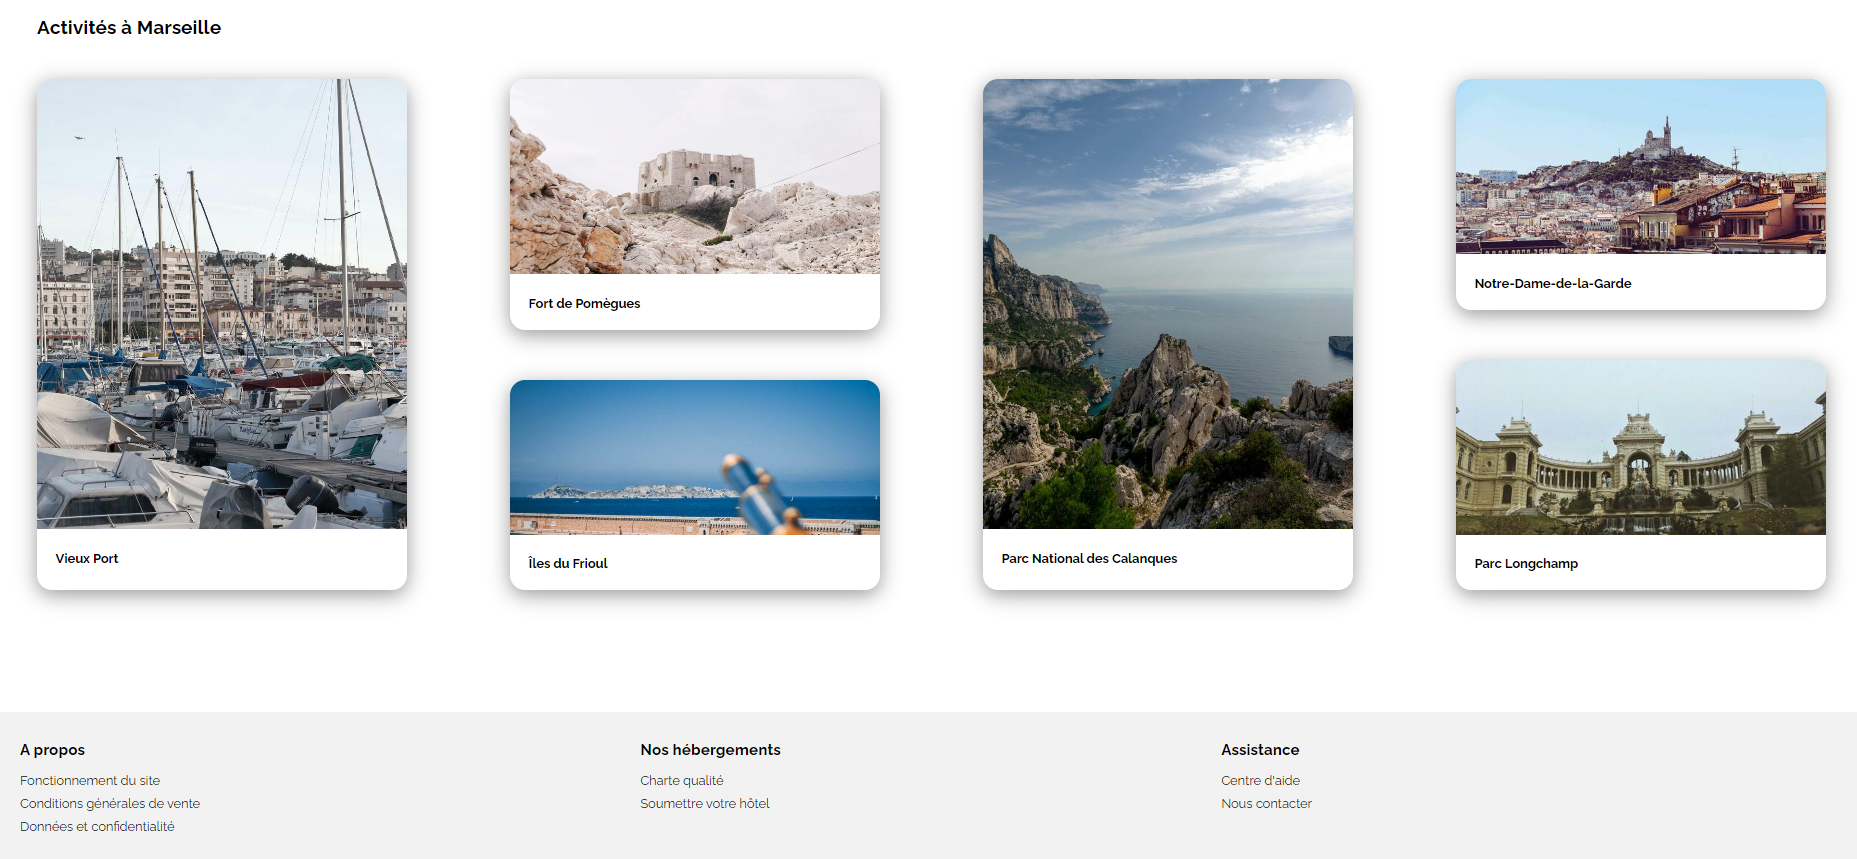 Activités à Marseille
Vieux Port
Fort de Pomègues
Îles du Frioul
Parc National des Calanques
Notre-Dame-de-la-Garde
Parc Longchamp
A propos
Fonctionnement du site
Conditions générales de vente
Données et confidentialité
Nos hébergements
Charte qualité
Soumettre votre hôtel
Assistance
Centre d'aide
Nous contacter